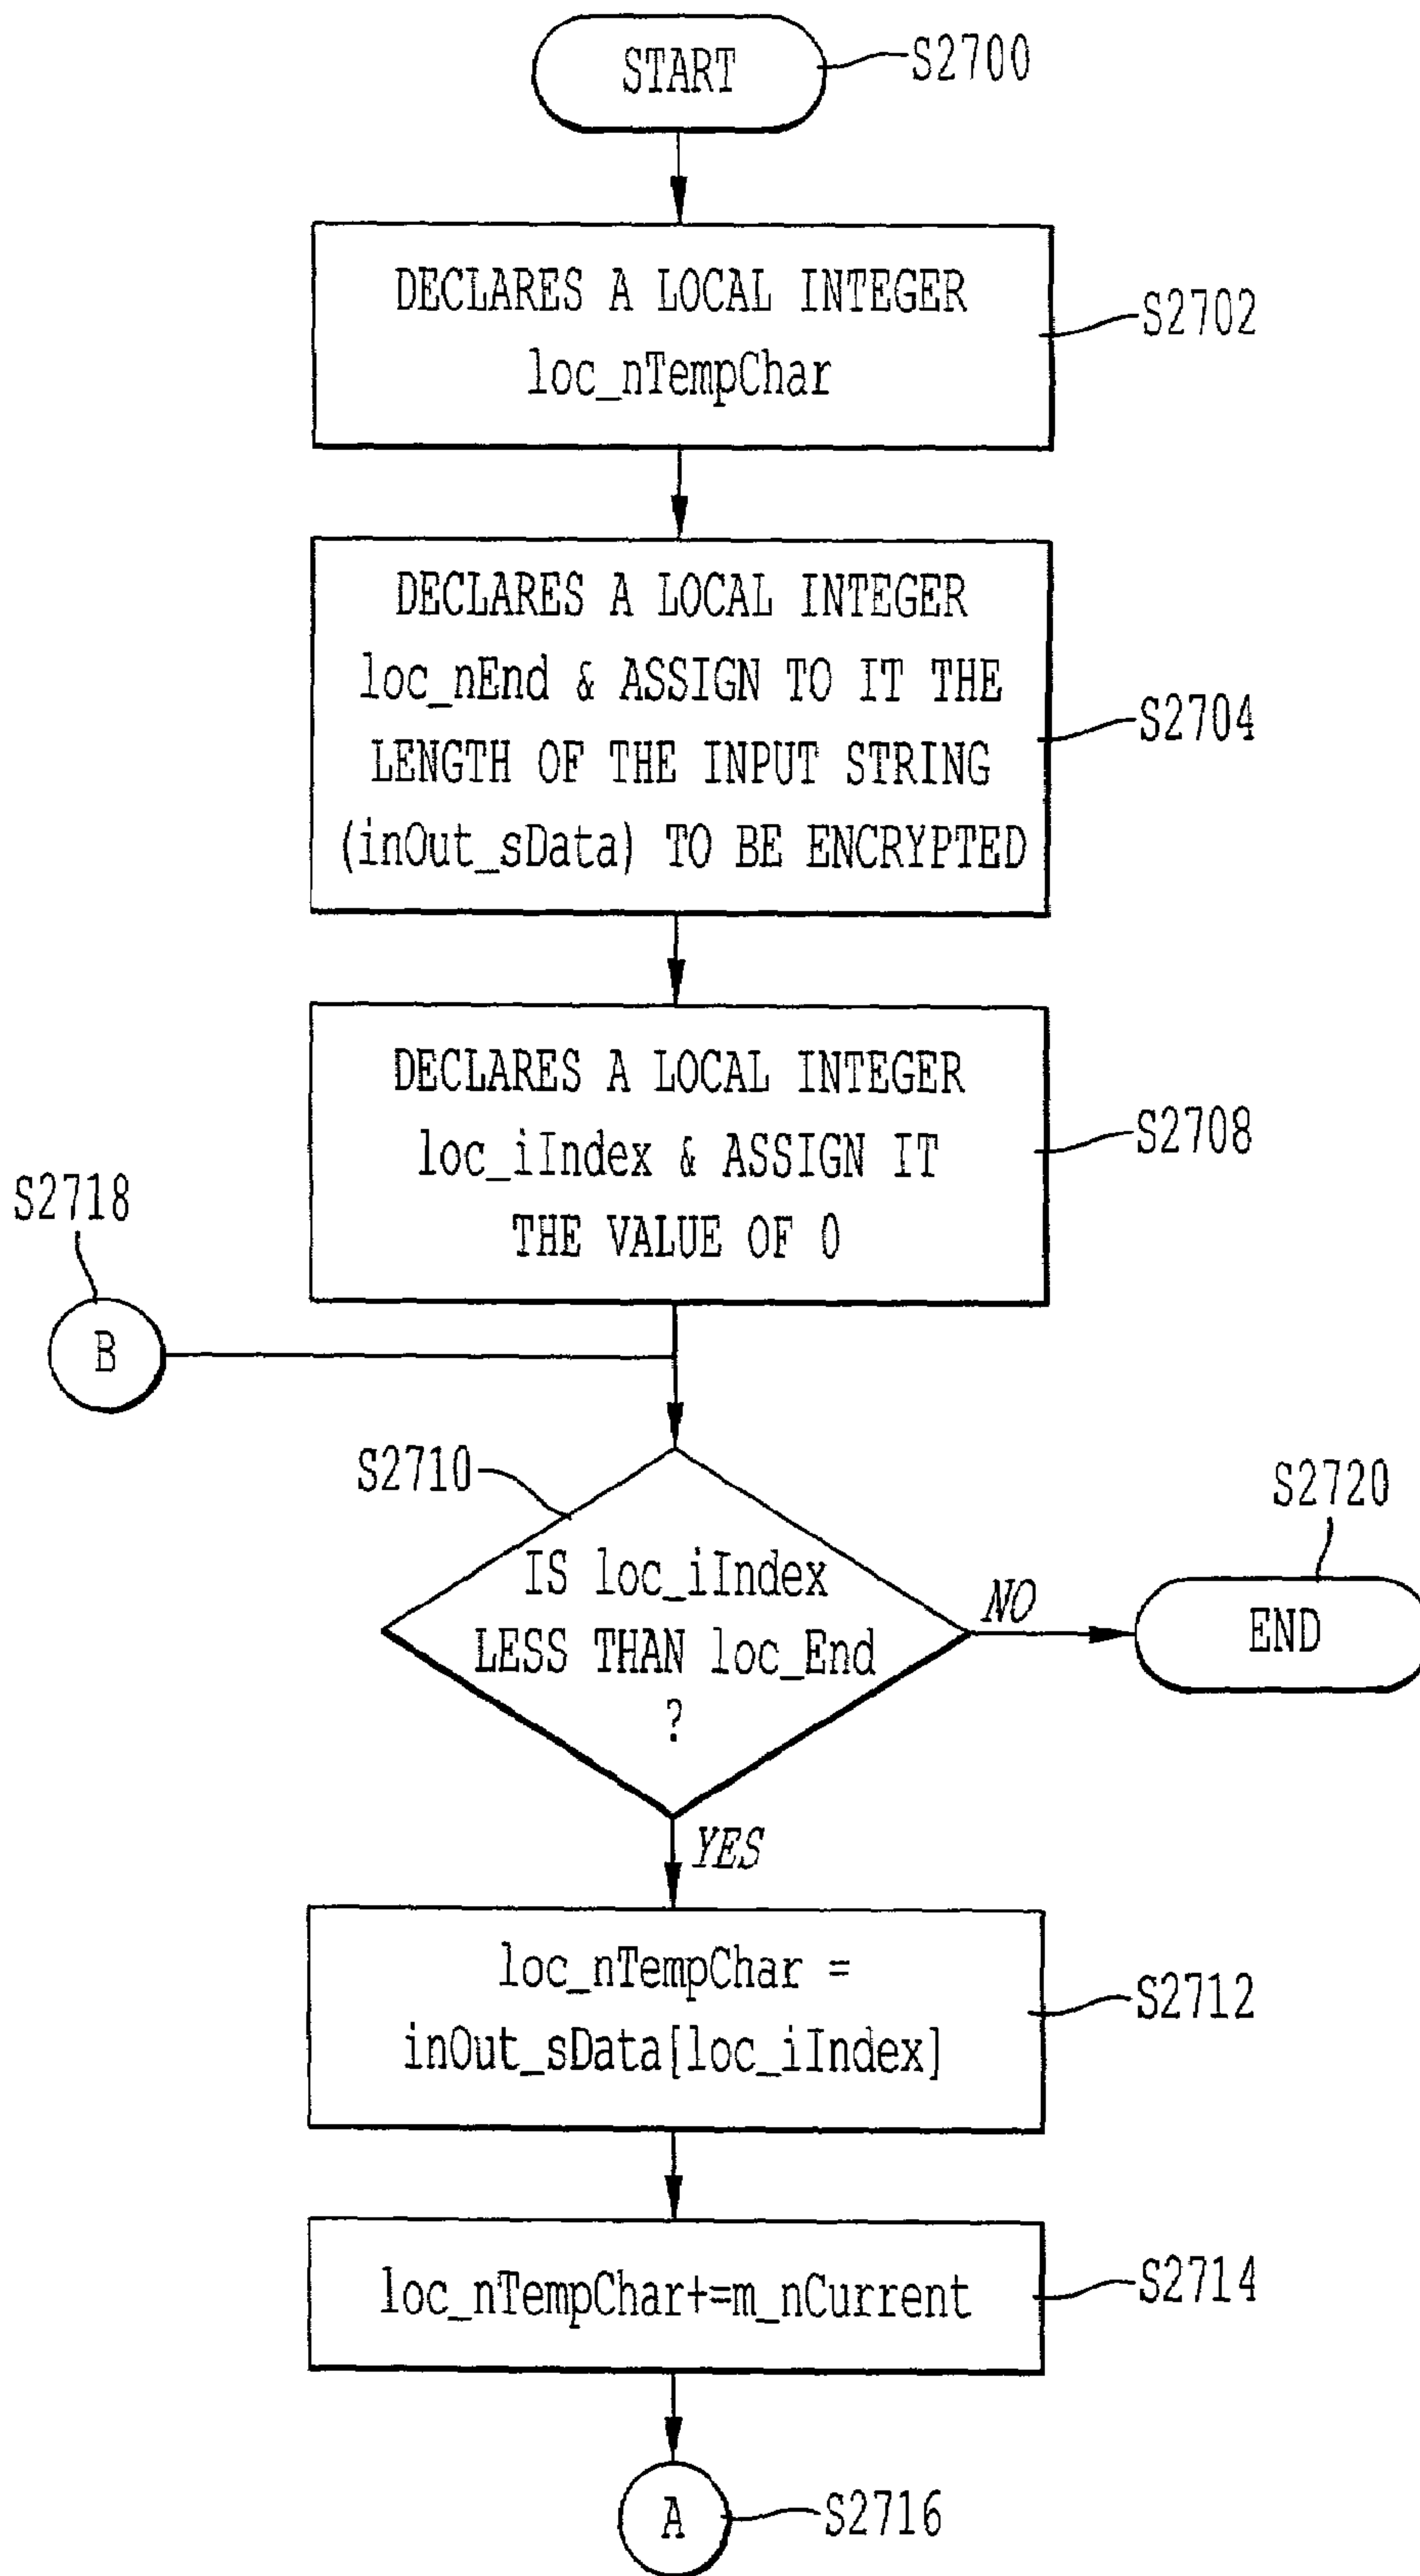 START
S2700
DECLARES A LOCAL INTEGER
loc_nTempChar
S2702
DECLARES A LOCAL INTEGER
loc_nEnd & ASSIGN TO IT THE
LENGTH OF THE INPUT STRING
(inOut_sData) TO BE ENCRYPTED
S2704
DECLARES A LOCAL INTEGER
loc_iIndex & ASSIGN IT
THE VALUE OF 0
S2708
S2718
B
S2710
IS loc_iIndex
LESS THAN loc_End
?
NO
S2720
END
YES
loc_nTempChar =
inOut_sData[loc_iIndex]
S2712
loc_nTempChar+=m_nCurrent
S2714
A
S2716